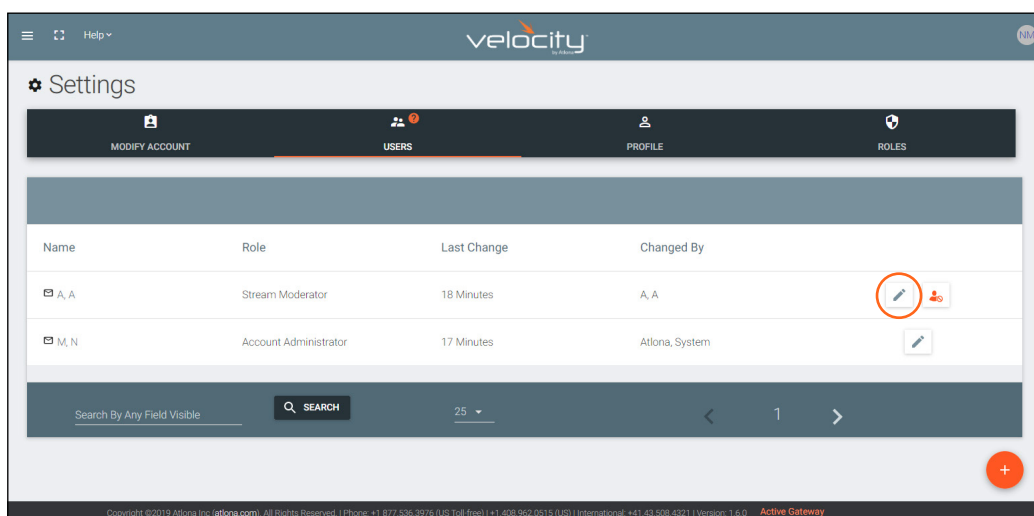 Help
velocity
by Atlona
NM
Settings
MODIFY ACCOUNT
?
USERS
PROFILE
ROLES
Name Role Last Change Changed By
A, A Stream Moderator 18 Minutes A, A
M, N Account Administrator 17 Minutes Atlona, System
Search By Any Field Visible SEARCH 25 1
+
Copyright ©2019 Atlona Inc (atlona.com). All Rights Reserved. | Phone: +1 877.536.3976 (US Toll-free) | +1.408.962.0515 (US) | International: +41 43.508.4321 | Version: 1.6.0 Active Gateway